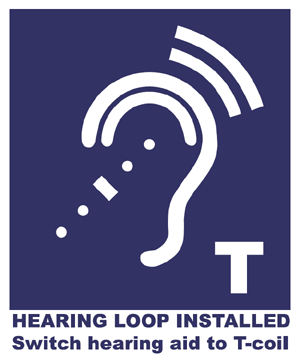 T
HEARING LOOP INSTALLED
Switch hearing aid to T-coil